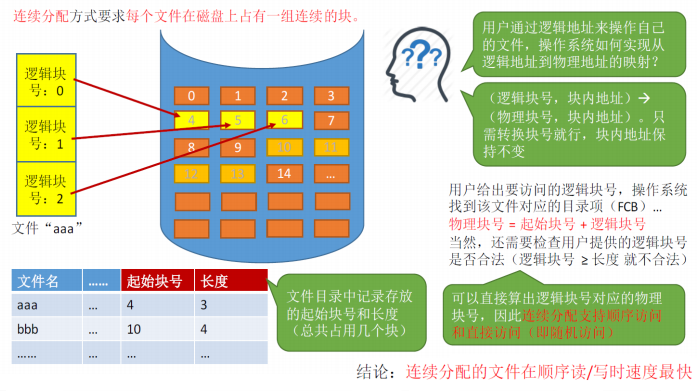 连续分配方式要求每个文件在磁盘上占有一组连续的块。
逻辑块
号：0
逻辑块
号：1
逻辑块
号：2
文件“aaa”
0 1 2 3
4 5 6 7
8 9 10 11
12 13 14 ...
???
用户通过逻辑地址来操作自己
的文件，操作系统如何实现从
逻辑地址到物理地址的映射？
（逻辑块号，块内地址）→
（物理块号，块内地址）。只
需转换块号就行，块内地址保
持不变
用户给出要访问的逻辑块号，操作系统
找到该文件对应的目录项（FCB）...
物理块号 = 起始块号 + 逻辑块号
当然，还需要检查用户提供的逻辑块号
是否合法（逻辑块号 ≥ 长度 就不合法）
文件名 …… 起始块号 长度
aaa ... 4 3
bbb ... 10 4
…… ... ... ...
文件目录中记录存放
的起始块号和长度
（总共占用几个块）
可以直接算出逻辑块号对应的物理
块号，因此连续分配支持顺序访问
和直接访问（即随机访问）
结论：连续分配的文件在顺序读/写时速度最快